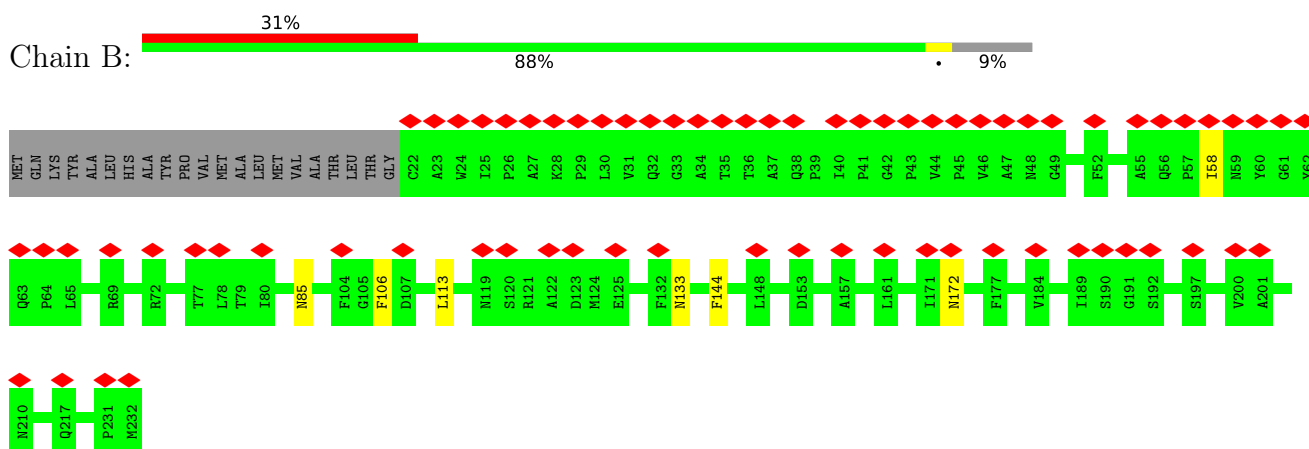 31%
Chain B:
88% • 9%
MET GLN LYS TYR ALA LEU HIS ALA TYR PRO VAL MET ALA LEU MET VAL ALA THR LEU THR GLY C22 A23 W24 I25 P26 A27 K28 P29 L30 V31 Q32 G33 A34 T35 T36 A37 Q38 P39 I40 P41 G42 P43 V44 P45 V46 A47 N48 G49 F52 A55 Q56 P57 I58 N59 Y60 G61
Q63 P64 L65 R69 R72 T77 L78 T79 I80 N85 F104 G105 F106 D107 L113 N119 S120 R121 A122 D123 M124 E125 F132 N133 F144 L148 D153 A157 L161 I171 N172 F177 V184 I189 S190 G191 S192 S197 V200 A201
N210 Q217 P231 M232